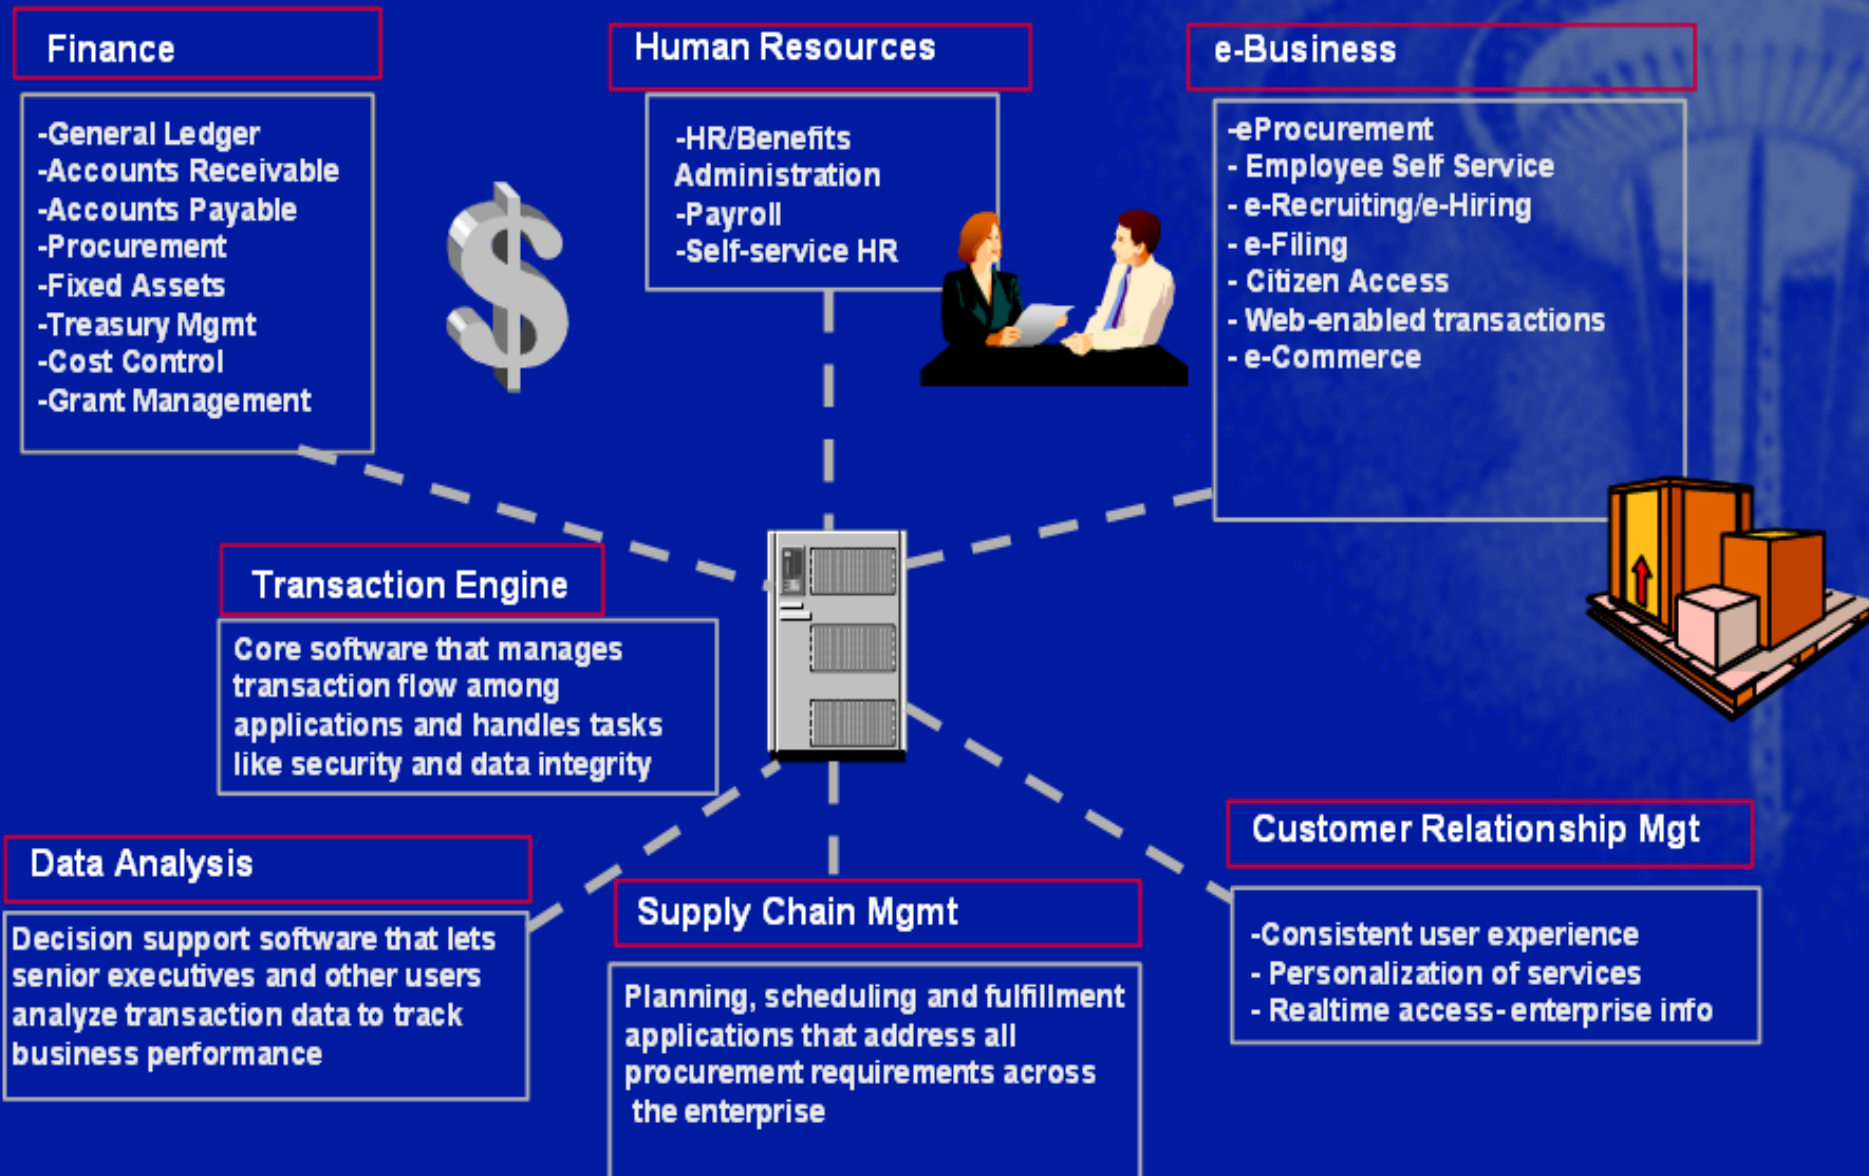 Finance
-General Ledger
-Accounts Receivable
-Accounts Payable
-Procurement
-Fixed Assets
-Treasury Mgmt
-Cost Control
-Grant Management
Human Resources
-HR/Benefits
Administration
-Payroll
-Self-service HR
e-Business
-eProcurement
- Employee Self Service
- e-Recruiting/e-Hiring
- e-Filing
- Citizen Access
- Web-enabled transactions
- e-Commerce
Transaction Engine
Core software that manages
transaction flow among
applications and handles tasks
like security and data integrity
Data Analysis
Decision support software that lets
senior executives and other users
analyze transaction data to track
business performance
Supply Chain Mgmt
Planning, scheduling and fulfillment
applications that address all
procurement requirements across
the enterprise
Customer Relationship Mgt
-Consistent user experience
- Personalization of services
- Realtime access- enterprise info